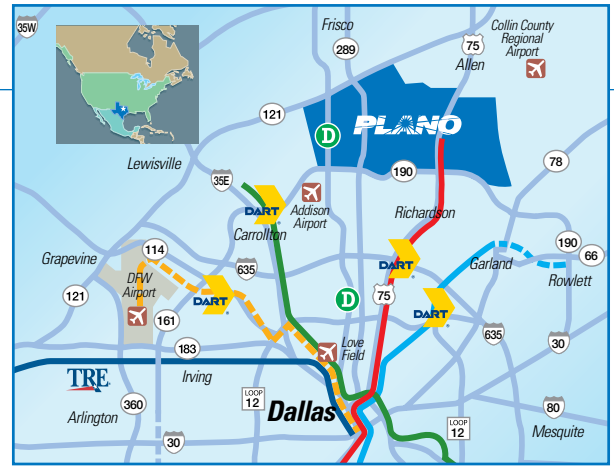 35W
Frisco
289
75
Allen
Collin County
Regional
Airport
121
D
PLANO
Lewisville
190
78
35E
DART
Carrollton
Addison
Airport
Richardson
114
Grapevine
DFW
Airport
635
DART
DART
Garland
190
66
Rowlett
121
161
D
75
DART
635
183
Love
Field
30
TRE
Irving
LOOP
12
Dallas
Arlington
360
30
LOOP
12
80
Mesquite